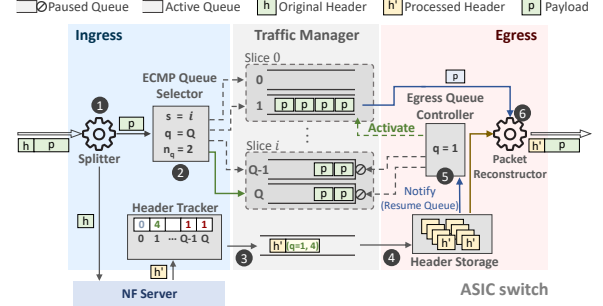 Paused Queue Active Queue h Original Header h' Processed Header p Payload
Ingress Traffic Manager Egress
Slice 0
ECMP Queue
Selector
0
1 p p p p
p
1
h p
Splitter
p
s = i
q = Q
n_q = 2
2
Activate
Egress Queue
Controller
q = 1
5
6
Packet
Reconstructor
h' p
Slice i
Q-1 p p
Q p p
Notify
(Resume Queue)
h
Header Tracker
0 4 1 1
0 1 ... Q-1 Q
3
h' (q=1, 4)
4
h' h'
Header Storage
h'
NF Server
ASIC switch